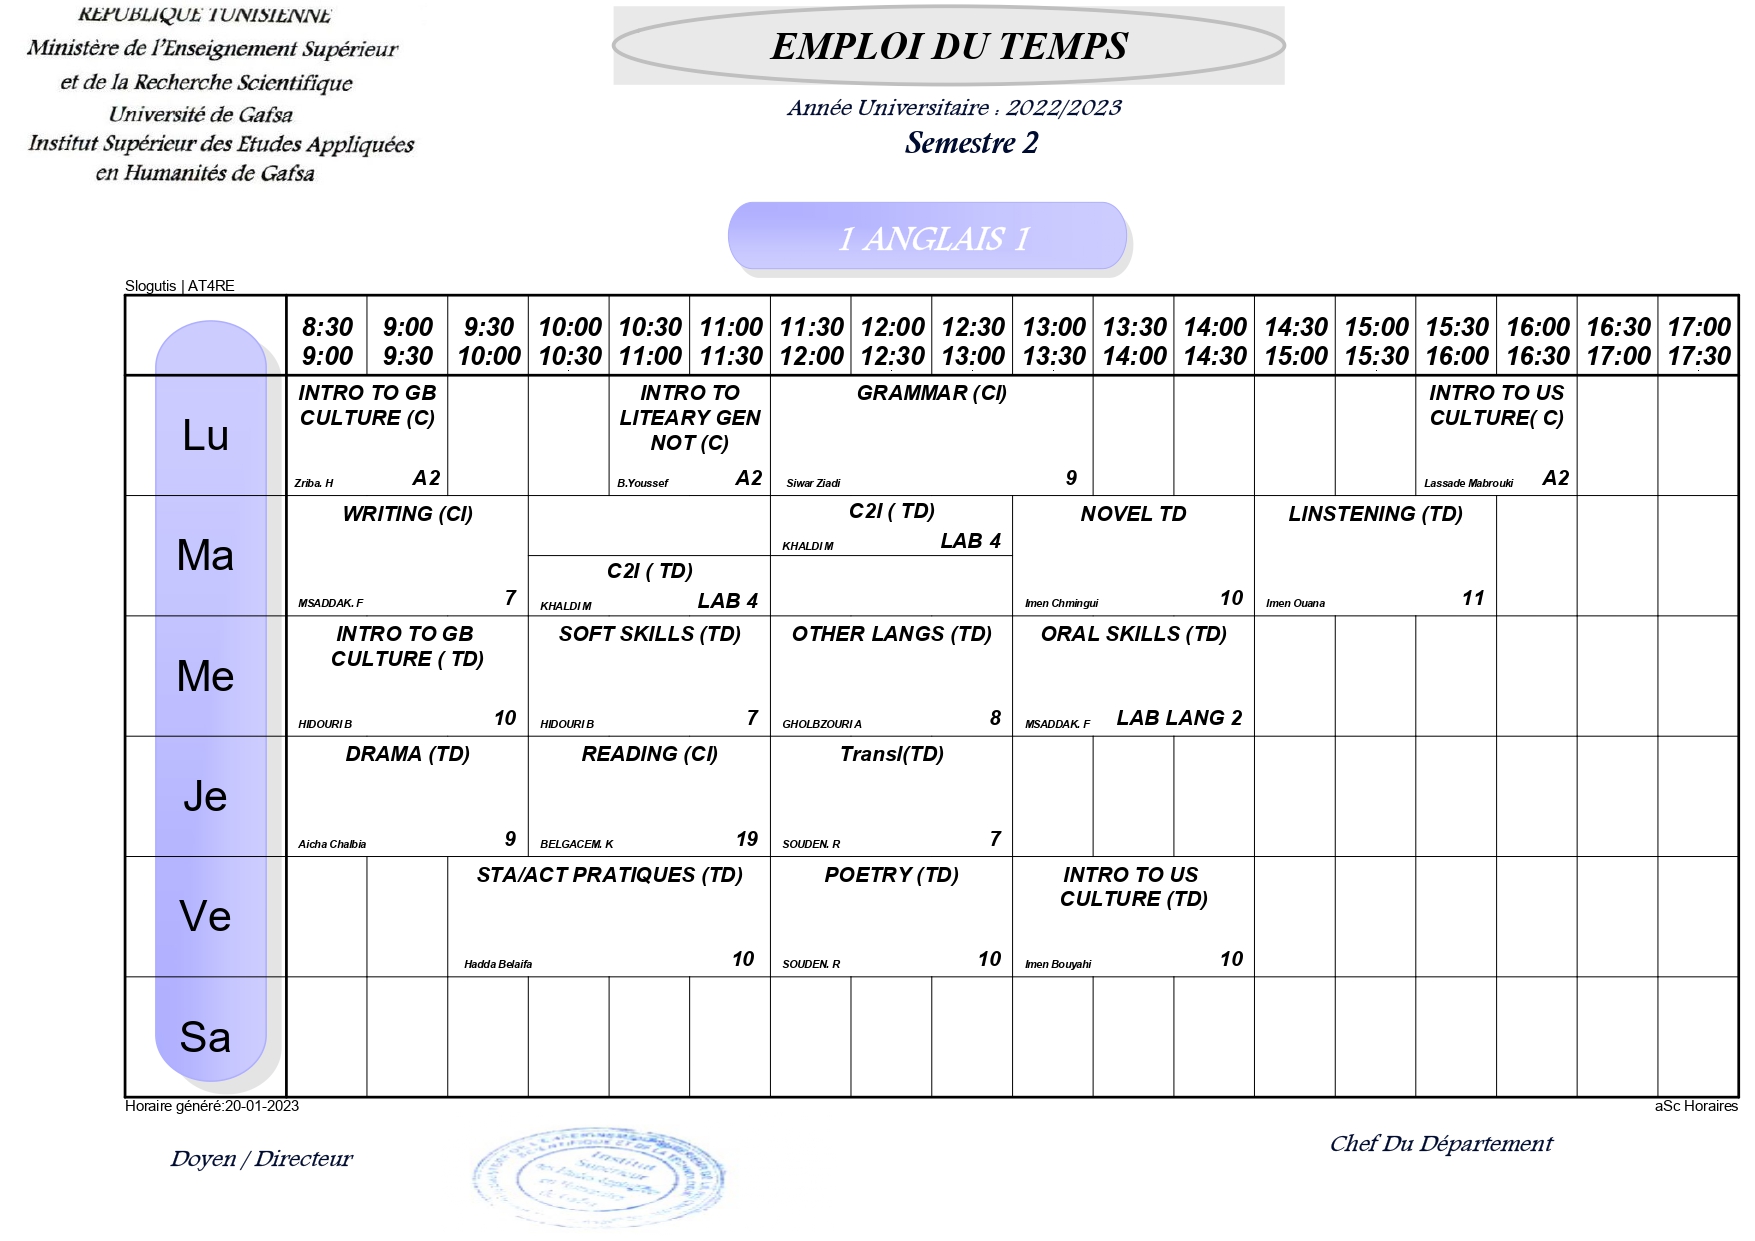 REPUBLIQUE TUNISIENNE
Ministère de l'Enseignement Supérieur
et de la Recherche Scientifique
Université de Gafsa
Institut Supérieur des Etudes Appliquées
en Humanités de Gafsa
EMPLOI DU TEMPS
Année Universitaire : 2022/2023
Semestre 2
1 ANGLAIS 1
Slogutis | AT4RE
8:30 9:00 9:30 10:00 10:30 11:00 11:30 12:00 12:30 13:00 13:30 14:00 14:30 15:00 15:30 16:00 16:30 17:00
9:00 9:30 10:00 10:30 11:00 11:30 12:00 12:30 13:00 13:30 14:00 14:30 15:00 15:30 16:00 16:30 17:00 17:30
Lu
INTRO TO GB
CULTURE (C)
Zriba. H A2
INTRO TO
LITEARY GEN
NOT (C)
B.Youssef A2
GRAMMAR (CI)
Siwar Ziadi 9
INTRO TO US
CULTURE( C)
Lassade Mabrouki A2
Ma
WRITING (CI)
MSADDAK. F 7
C2I ( TD)
KHALDI M LAB 4
C2I ( TD)
KHALDI M LAB 4
NOVEL TD
Imen Chmingui 10
LINSTENING (TD)
Imen Ouana 11
Me
INTRO TO GB
CULTURE ( TD)
HIDOURI B 10
SOFT SKILLS (TD)
HIDOURI B 7
OTHER LANGS (TD)
GHOLBZOURI A 8
ORAL SKILLS (TD)
MSADDAK. F LAB LANG 2
Je
DRAMA (TD)
Aicha Chalbia 9
READING (CI)
BELGACEM. K 19
Transl(TD)
SOUDEN. R 7
Ve
STA/ACT PRATIQUES (TD)
Hadda Belaifa 10
POETRY (TD)
SOUDEN. R 10
INTRO TO US
CULTURE (TD)
Imen Bouyahi 10
Sa
Horaire généré:20-01-2023
aSc Horaires
Doyen / Directeur
Institut
Supérieur
des Etudes Appliquées
en Humanités
de Gafsa
Chef Du Département